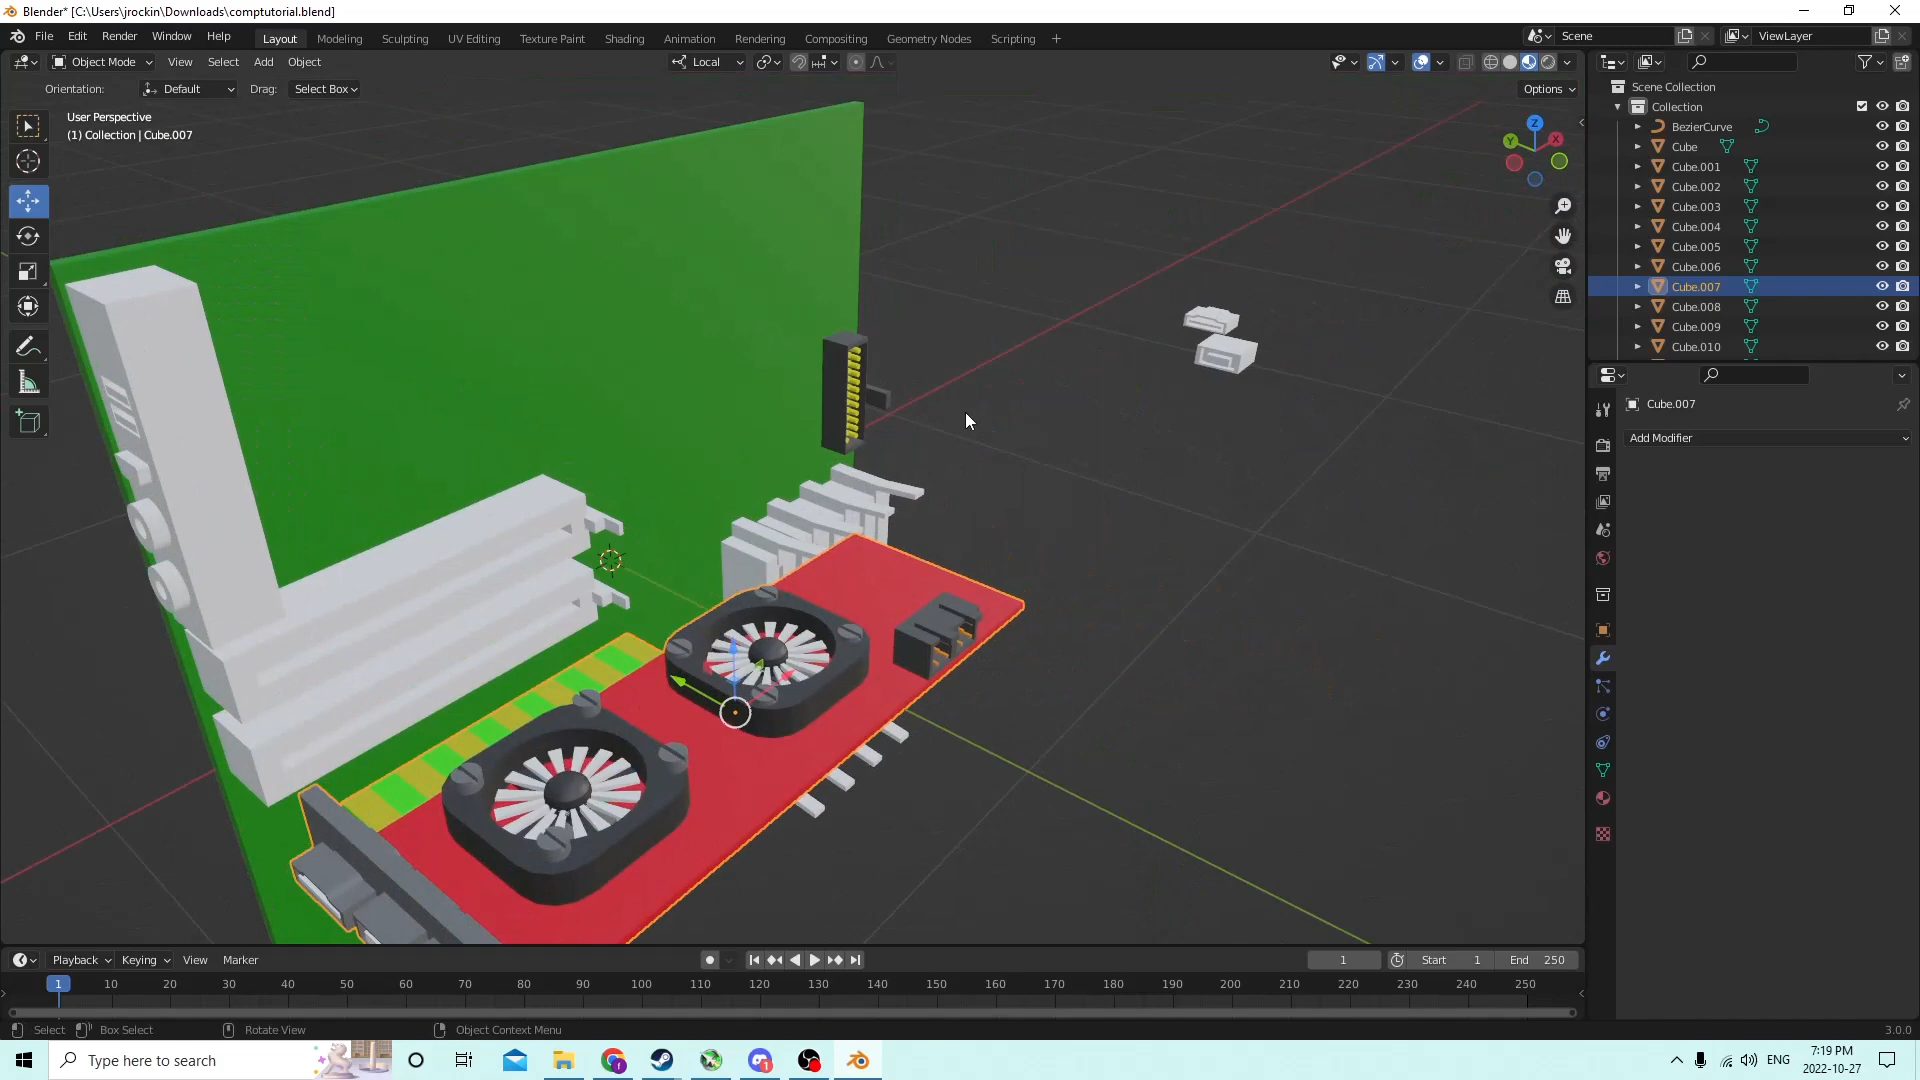 Blender* [C:\Users\jrockin\Downloads\comptutorial.blend]
File Edit Render Window Help Layout Modeling Sculpting UV Editing Texture Paint Shading Animation Rendering Compositing Geometry Nodes Scripting + Scene ViewLayer
Object Mode View Select Add Object Local
Orientation: Default Drag: Select Box Options
User Perspective
(1) Collection | Cube.007
Z
Y
X
Scene Collection
Collection
BezierCurve
Cube
Cube.001
Cube.002
Cube.003
Cube.004
Cube.005
Cube.006
Cube.007
Cube.008
Cube.009
Cube.010
Cube.007
Add Modifier
Playback Keying View Marker 1 Start 1 End 250
1 10 20 30 40 50 60 70 80 90 100 110 120 130 140 150 160 170 180 190 200 210 220 230 240 250
Select Box Select Rotate View Object Context Menu 3.0.0
Type here to search
ENG
7:19 PM
2022-10-27